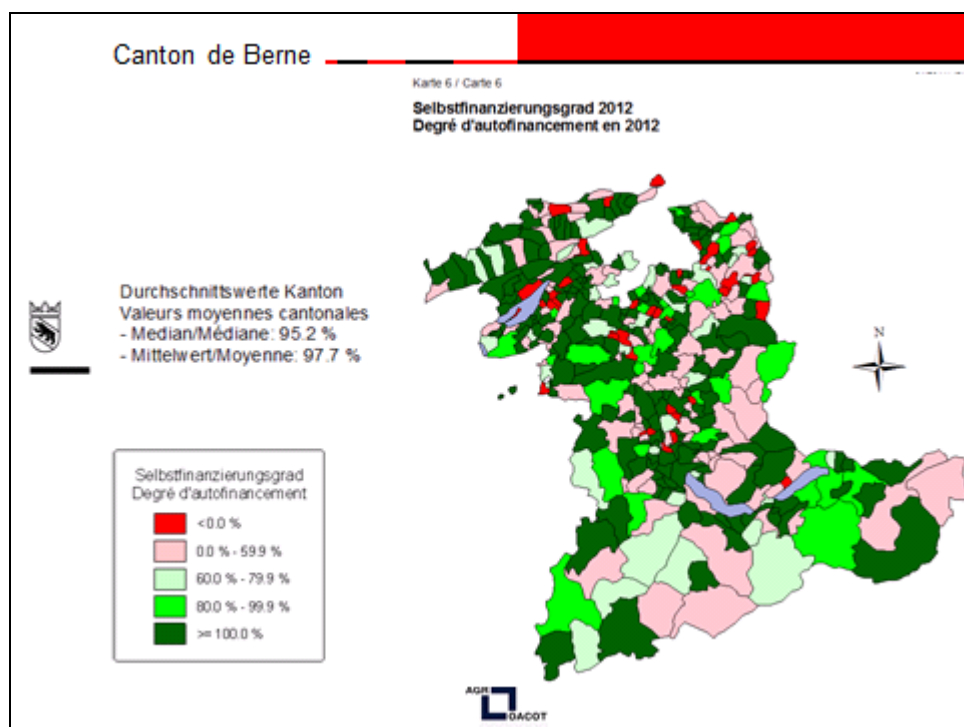 Canton de Berne
Karte 6 / Carte 6
Selbstfinanzierungsgrad 2012
Degré d'autofinancement en 2012
Durchschnittswerte Kanton
Valeurs moyennes cantonales
- Median/Médiane: 95.2 %
- Mittelwert/Moyenne: 97.7 %
N
Selbstfinanzierungsgrad
Degré d'autofinancement
<0.0 %
0.0 % - 59.9 %
60.0 % - 79.9 %
80.0 % - 99.9 %
>= 100.0 %
AGR
OACOT